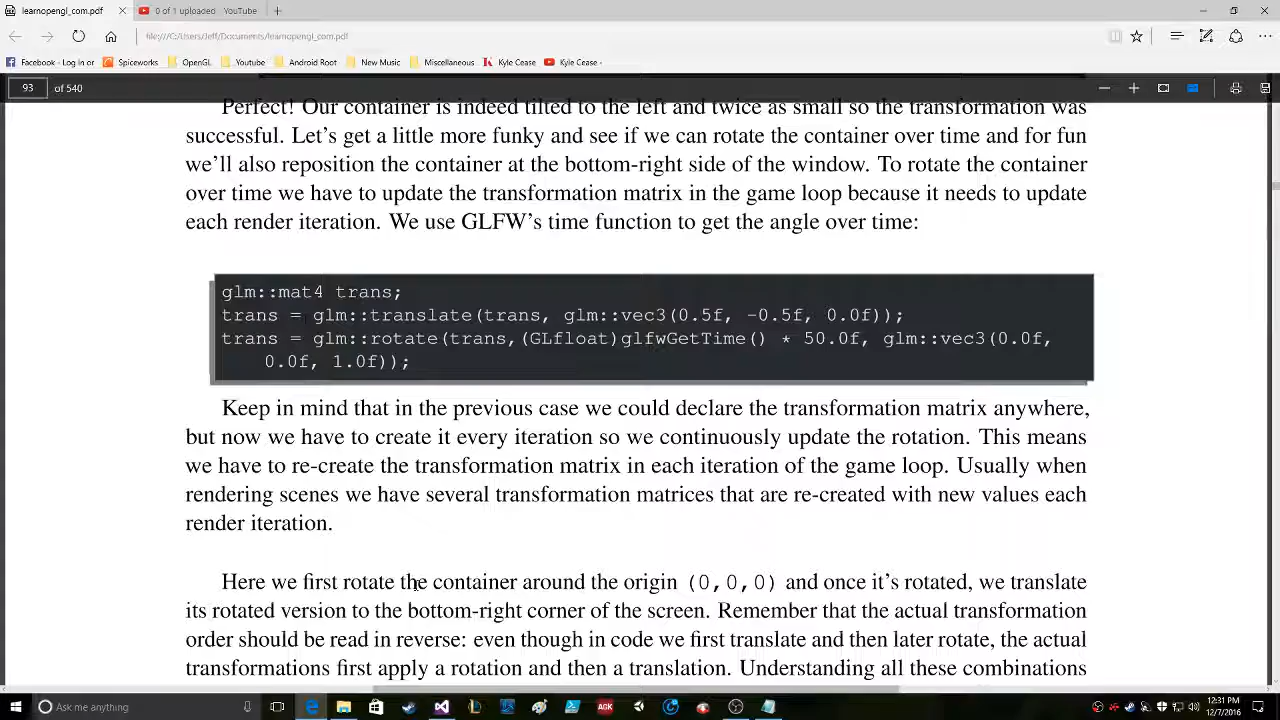 learnopengl_com.pdf
0 of 1 uploaded YouTube
file:///C:/Users/Jeff/Documents/learnopengl_com.pdf
Facebook - Log in or
Spiceworks
OpenGL
Youtube
Android Root
New Music
Miscellaneous
Kyle Cease
Kyle Cease -
93 of 540
Perfect! Our container is indeed tilted to the left and twice as small so the transformation was
successful. Let's get a little more funky and see if we can rotate the container over time and for fun
we'll also reposition the container at the bottom-right side of the window. To rotate the container
over time we have to update the transformation matrix in the game loop because it needs to update
each render iteration. We use GLFW's time function to get the angle over time:
glm::mat4 trans;
trans = glm::translate(trans, glm::vec3(0.5f, -0.5f, 0.0f));
trans = glm::rotate(trans,(GLfloat)glfwGetTime() * 50.0f, glm::vec3(0.0f,
0.0f, 1.0f));
Keep in mind that in the previous case we could declare the transformation matrix anywhere,
but now we have to create it every iteration so we continuously update the rotation. This means
we have to re-create the transformation matrix in each iteration of the game loop. Usually when
rendering scenes we have several transformation matrices that are re-created with new values each
render iteration.
Here we first rotate the container around the origin (0,0,0) and once it's rotated, we translate
its rotated version to the bottom-right corner of the screen. Remember that the actual transformation
order should be read in reverse: even though in code we first translate and then later rotate, the actual
transformations first apply a rotation and then a translation. Understanding all these combinations
Ask me anything
AGK
12:31 PM
12/7/2016